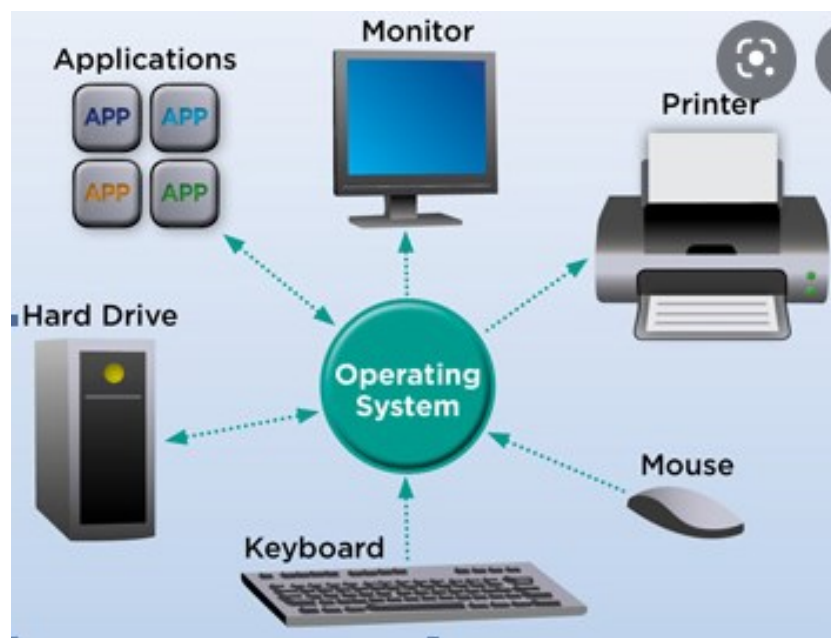 Monitor
Applications
APP APP
APP APP
Printer
Hard Drive
Operating
System
Mouse
Keyboard